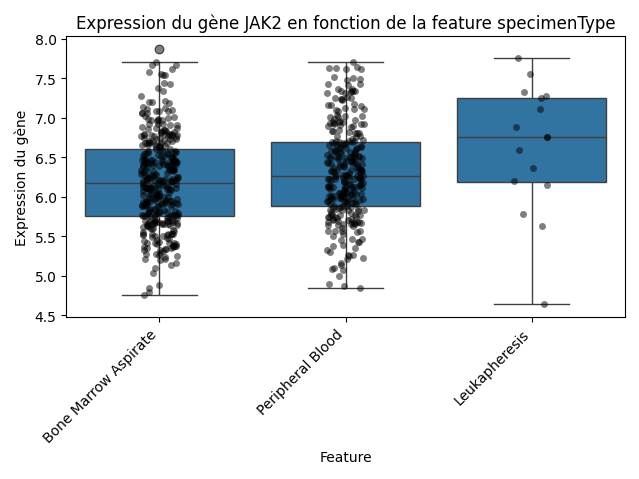 Expression du gène JAK2 en fonction de la feature specimenType
Expression du gène
8.0
7.5
7.0
6.5
6.0
5.5
5.0
4.5
Bone Marrow Aspirate
Peripheral Blood
Leukapheresis
Feature